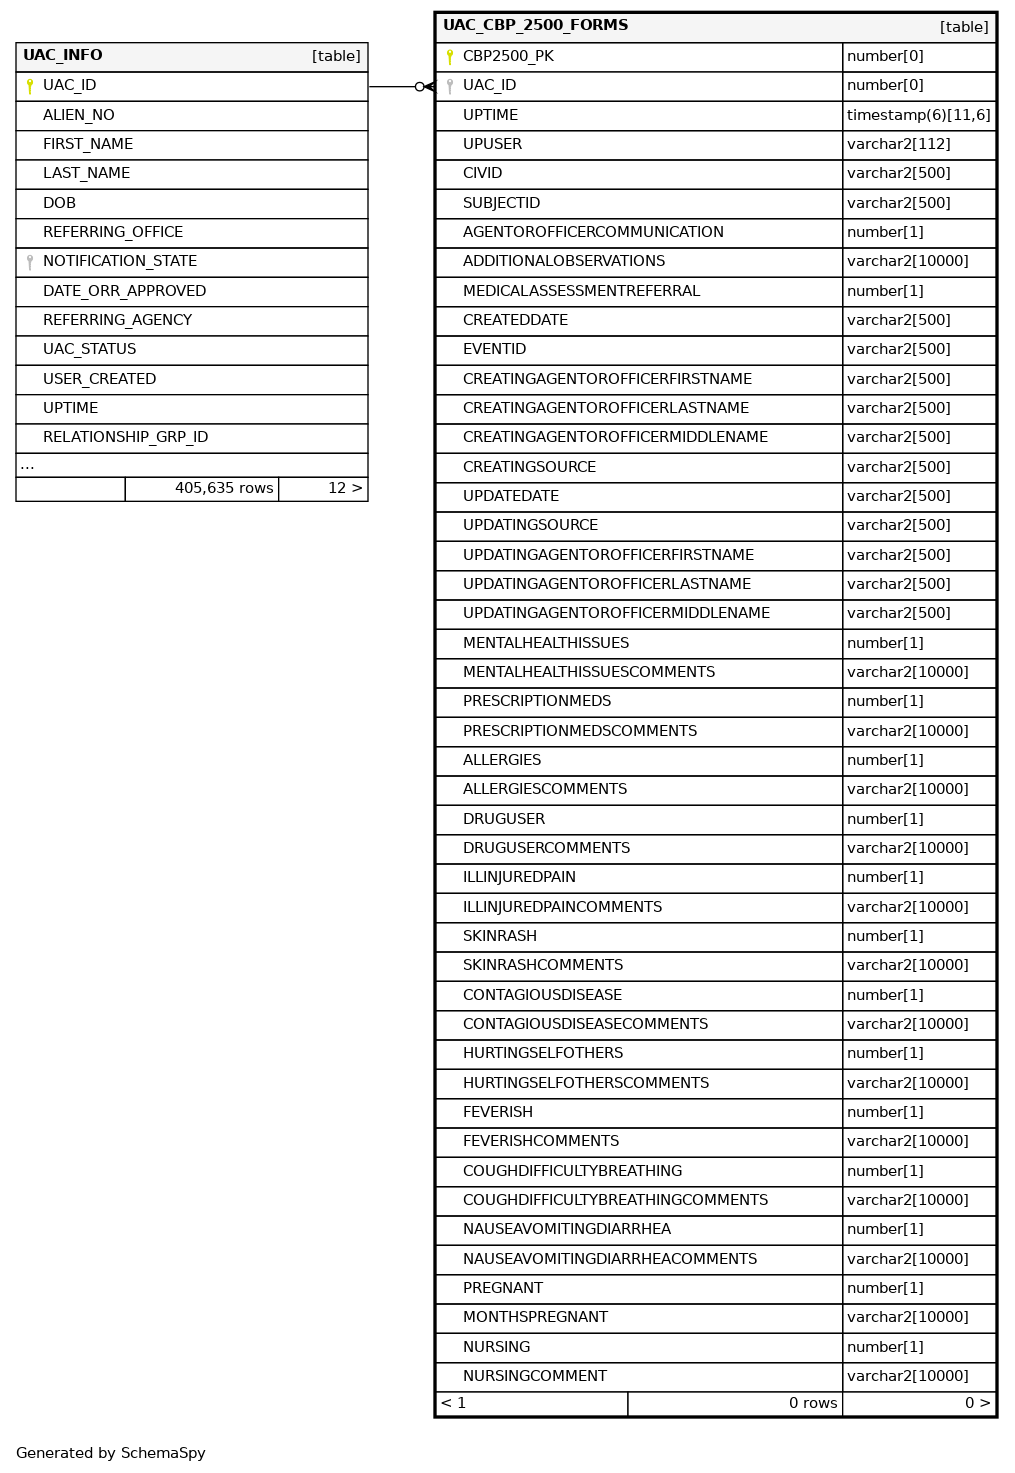 UAC_INFO [table]
UAC_ID
ALIEN_NO
FIRST_NAME
LAST_NAME
DOB
REFERRING_OFFICE
NOTIFICATION_STATE
DATE_ORR_APPROVED
REFERRING_AGENCY
UAC_STATUS
USER_CREATED
UPTIME
RELATIONSHIP_GRP_ID
...
405,635 rows 12 >
UAC_CBP_2500_FORMS [table]
CBP2500_PK number[0]
UAC_ID number[0]
UPTIME timestamp(6)[11,6]
UPUSER varchar2[112]
CIVID varchar2[500]
SUBJECTID varchar2[500]
AGENTOROFFICERCOMMUNICATION number[1]
ADDITIONALOBSERVATIONS varchar2[10000]
MEDICALASSESSMENTREFERRAL number[1]
CREATEDDATE varchar2[500]
EVENTID varchar2[500]
CREATINGAGENTOROFFICERFIRSTNAME varchar2[500]
CREATINGAGENTOROFFICERLASTNAME varchar2[500]
CREATINGAGENTOROFFICERMIDDLENAME varchar2[500]
CREATINGSOURCE varchar2[500]
UPDATEDATE varchar2[500]
UPDATINGSOURCE varchar2[500]
UPDATINGAGENTOROFFICERFIRSTNAME varchar2[500]
UPDATINGAGENTOROFFICERLASTNAME varchar2[500]
UPDATINGAGENTOROFFICERMIDDLENAME varchar2[500]
MENTALHEALTHISSUES number[1]
MENTALHEALTHISSUESCOMMENTS varchar2[10000]
PRESCRIPTIONMEDS number[1]
PRESCRIPTIONMEDSCOMMENTS varchar2[10000]
ALLERGIES number[1]
ALLERGIESCOMMENTS varchar2[10000]
DRUGUSER number[1]
DRUGUSERCOMMENTS varchar2[10000]
ILLINJUREDPAIN number[1]
ILLINJUREDPAINCOMMENTS varchar2[10000]
SKINRASH number[1]
SKINRASHCOMMENTS varchar2[10000]
CONTAGIOUSDISEASE number[1]
CONTAGIOUSDISEASECOMMENTS varchar2[10000]
HURTINGSELFOTHERS number[1]
HURTINGSELFOTHERSCOMMENTS varchar2[10000]
FEVERISH number[1]
FEVERISHCOMMENTS varchar2[10000]
COUGHDIFFICULTYBREATHING number[1]
COUGHDIFFICULTYBREATHINGCOMMENTS varchar2[10000]
NAUSEAVOMITINGDIARRHEA number[1]
NAUSEAVOMITINGDIARRHEACOMMENTS varchar2[10000]
PREGNANT number[1]
MONTHSPREGNANT varchar2[10000]
NURSING number[1]
NURSINGCOMMENT varchar2[10000]
< 1 0 rows 0 >
Generated by SchemaSpy